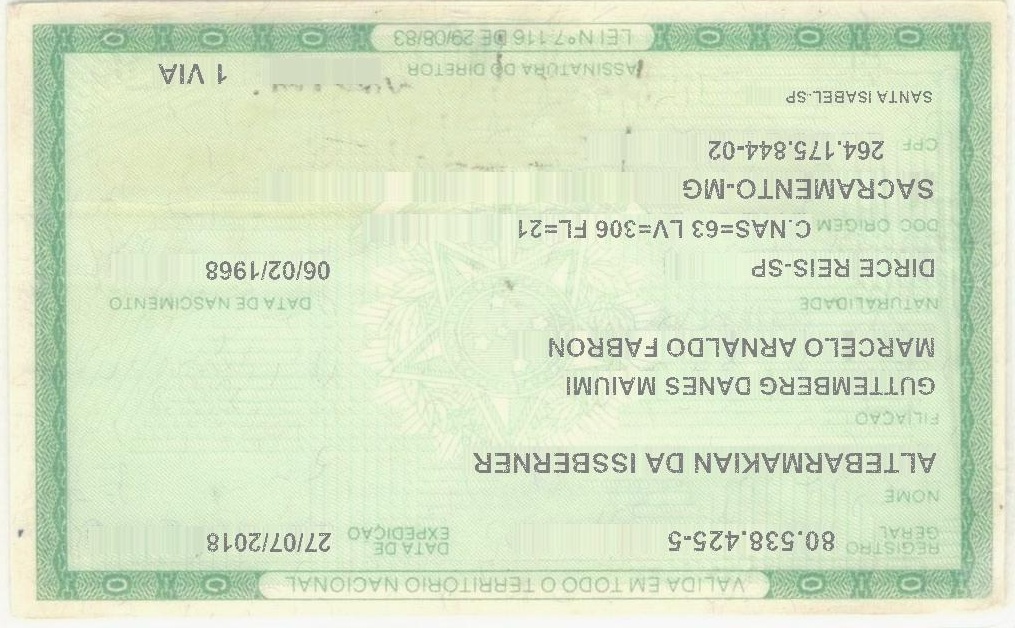 VÁLIDA EM TODO O TERRITÓRIO NACIONAL
REGISTRO GERAL 80.538.425-5 DATA DE EXPEDIÇÃO 27/07/2018
NOME
ALTEBARMAKIAN DA ISSBERNER
FILIAÇÃO
GUTTEMBERG DANES MAIUMI
MARCELO ARNALDO FABRON
NATURALIDADE DATA DE NASCIMENTO
DIRCE REIS-SP 06/02/1968
DOC ORIGEM C.NAS=63 LV=306 FL=21
SACRAMENTO-MG
CPF 264.175.844-02
SANTA ISABEL-SP
1 VIA
ASSINATURA DO DIRETOR
LEI Nº 7.116 DE 29/08/83